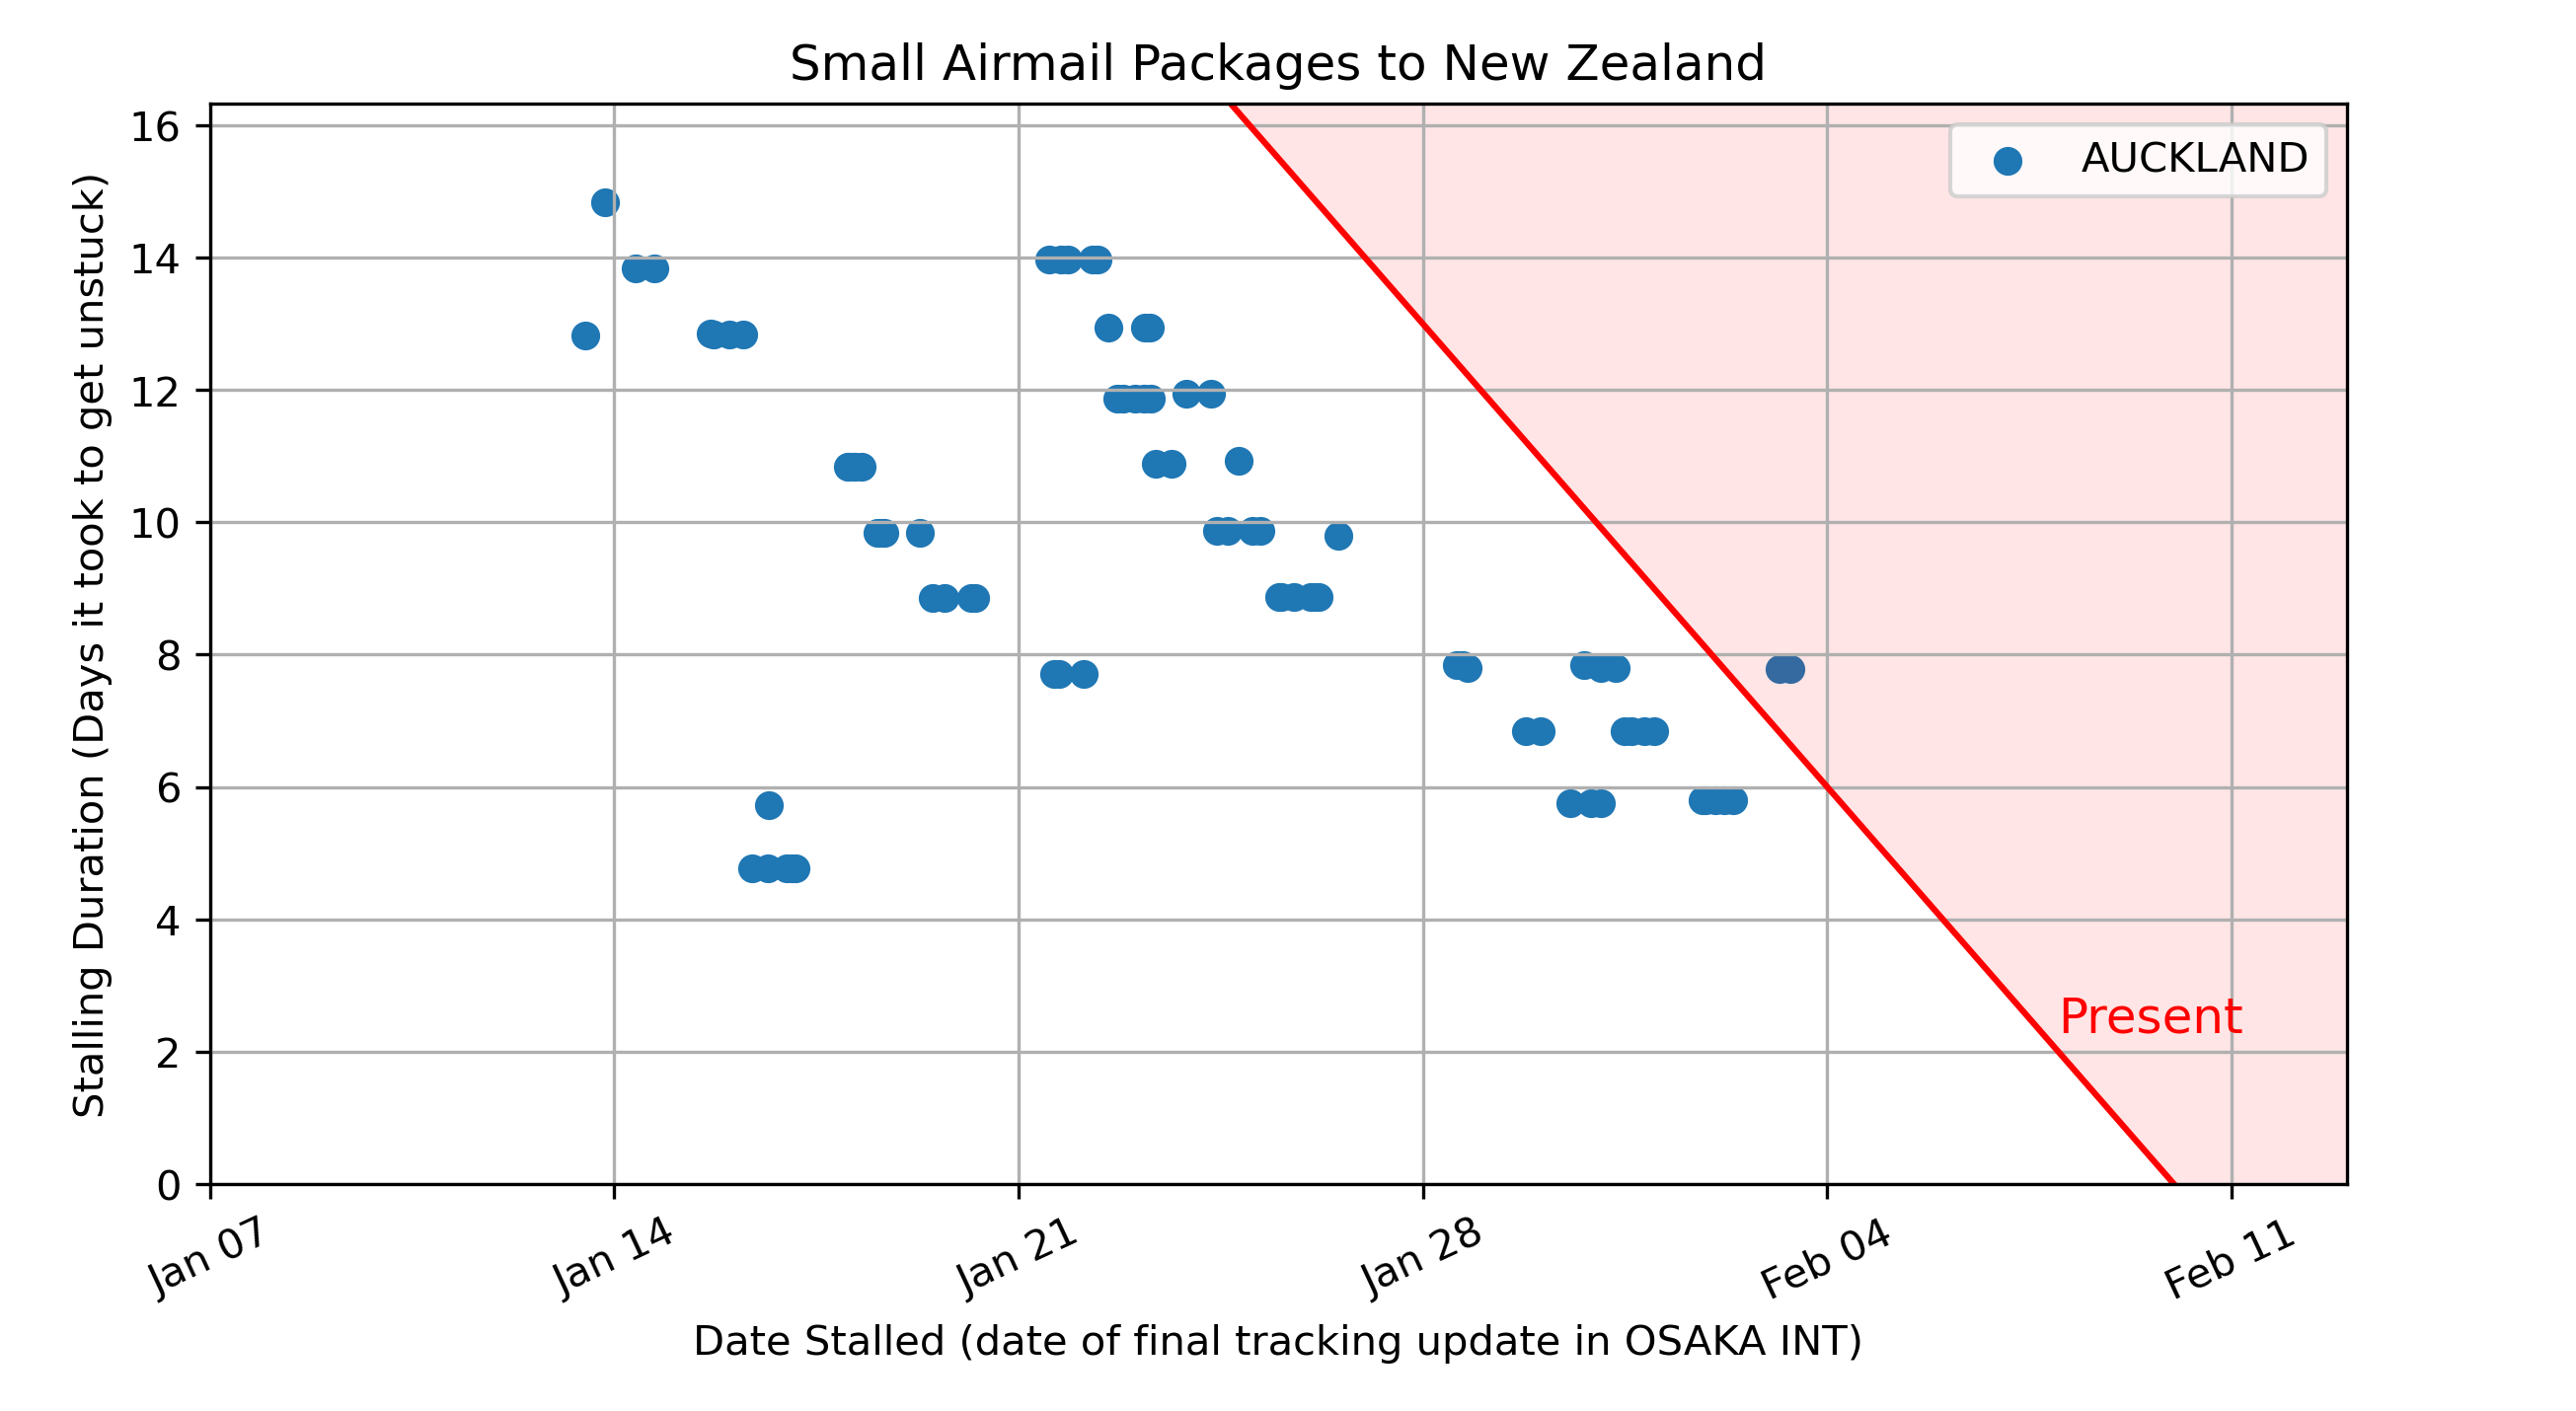 Small Airmail Packages to New Zealand
AUCKLAND
Stalling Duration (Days it took to get unstuck)
16
14
12
10
8
6
4
2
0
Present
Jan 07
Jan 14
Jan 21
Jan 28
Feb 04
Feb 11
Date Stalled (date of final tracking update in OSAKA INT)